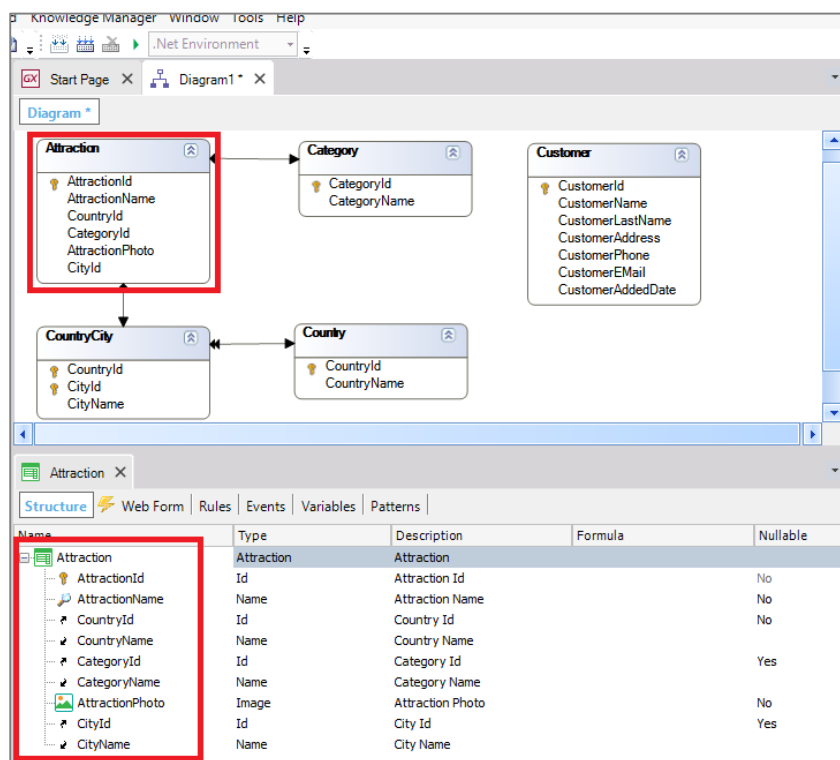 Knowledge Manager Window Tools Help
.Net Environment
GX Start Page Diagram1 *
Diagram *
Attraction
AttractionId
AttractionName
CountryId
CategoryId
AttractionPhoto
CityId
Category
CategoryId
CategoryName
Customer
CustomerId
CustomerName
CustomerLastName
CustomerAddress
CustomerPhone
CustomerEMail
CustomerAddedDate
CountryCity
CountryId
CityId
CityName
Country
CountryId
CountryName
Attraction
Structure Web Form Rules Events Variables Patterns
Name Type Description Formula Nullable
Attraction Attraction Attraction
AttractionId Id Attraction Id No
AttractionName Name Attraction Name No
CountryId Id Country Id No
CountryName Name Country Name
CategoryId Id Category Id Yes
CategoryName Name Category Name
AttractionPhoto Image Attraction Photo No
CityId Id City Id Yes
CityName Name City Name